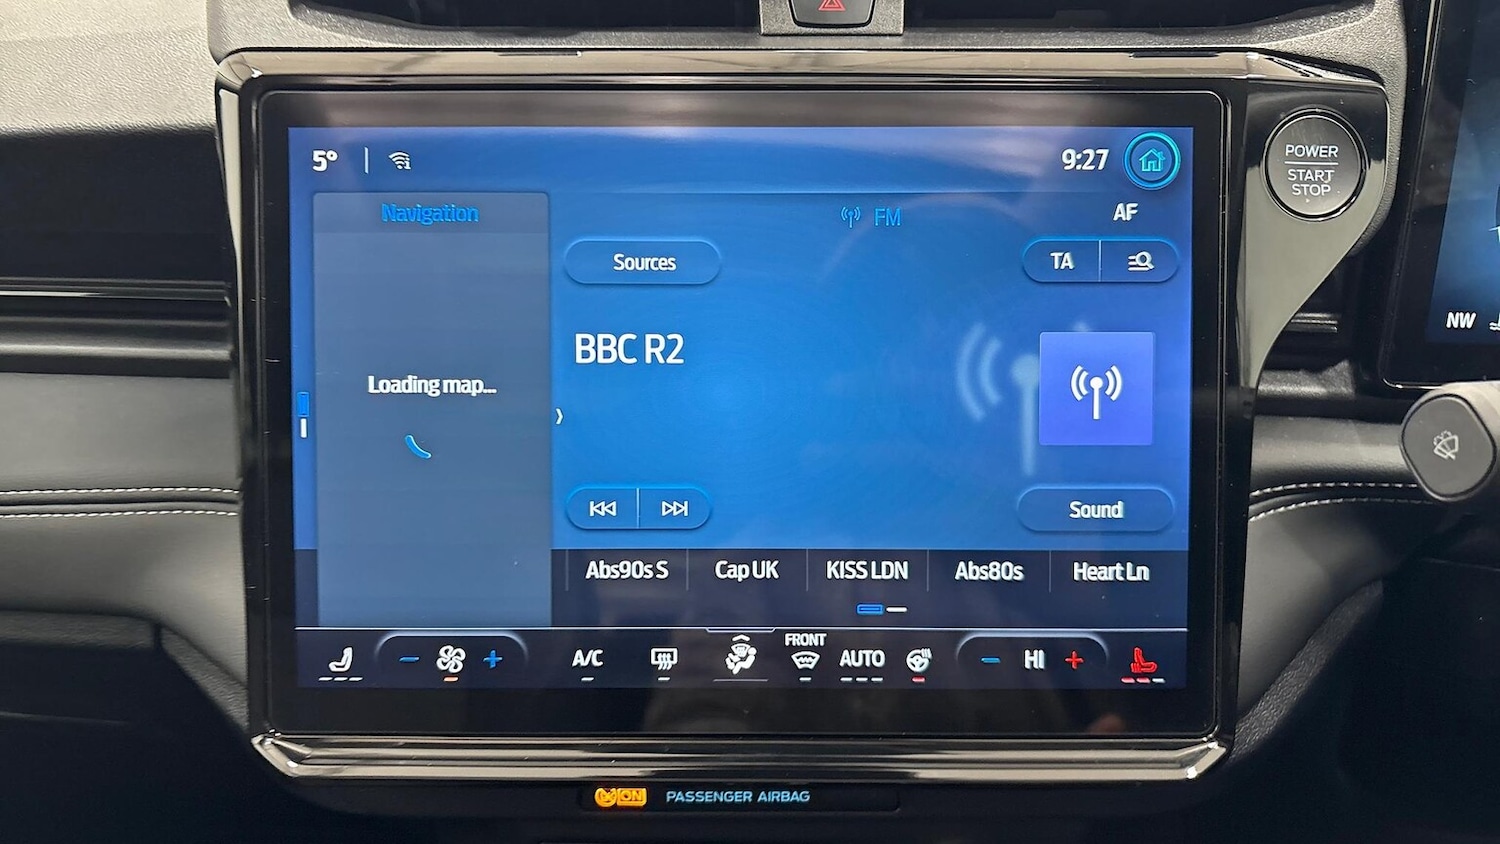 5° 9:27
POWER
START
STOP
Navigation
FM
AF
Sources
TA
NW
BBC R2
Loading map...
Sound
Abs90s S
Cap UK
KISS LDN
Abs80s
Heart Ln
A/C
FRONT
AUTO
HI
ON
PASSENGER AIRBAG